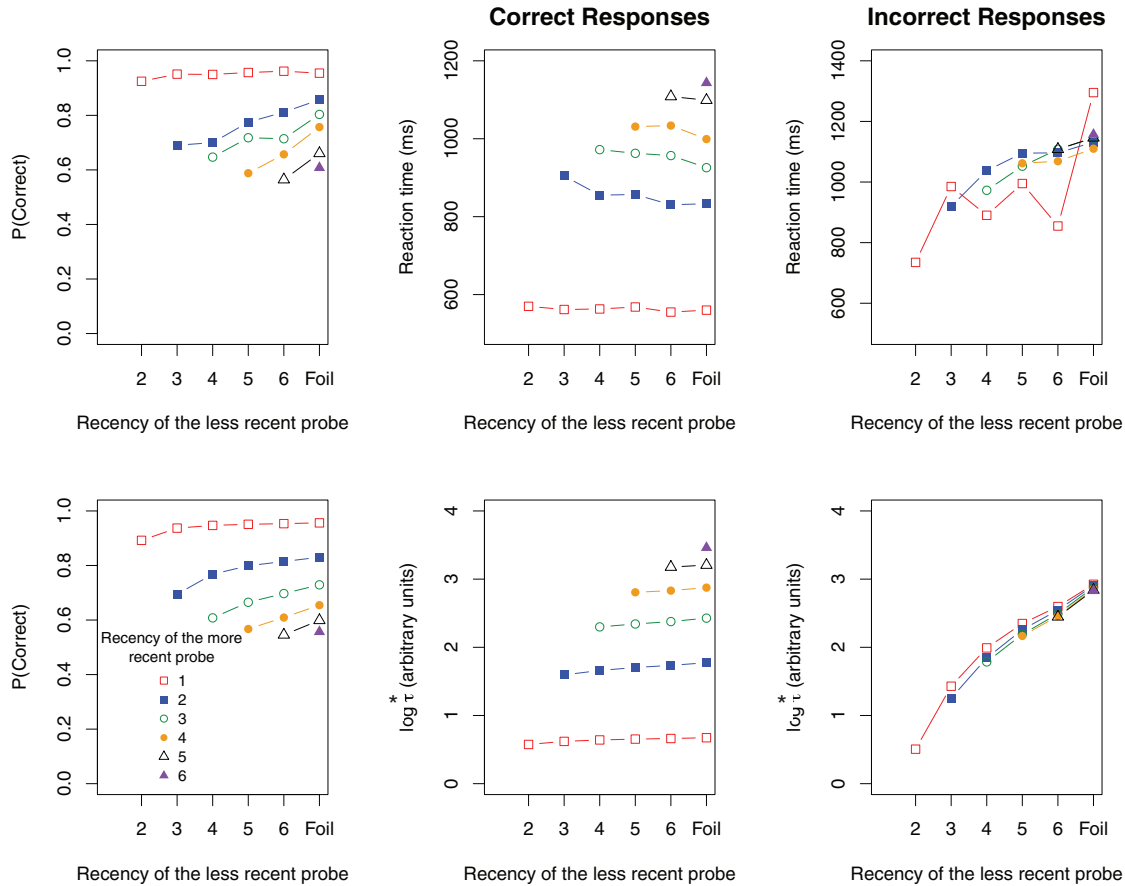 Correct Responses
Incorrect Responses
P(Correct)
1.0
0.8
0.6
0.4
0.2
0.0
2 3 4 5 6 Foil
Recency of the less recent probe
Reaction time (ms)
1200
1000
800
600
2 3 4 5 6 Foil
Recency of the less recent probe
Reaction time (ms)
1400
1200
1000
800
600
2 3 4 5 6 Foil
Recency of the less recent probe
P(Correct)
1.0
0.8
0.6
0.4
0.2
0.0
Recency of the more
recent probe
1
2
3
4
5
6
2 3 4 5 6 Foil
Recency of the less recent probe
log τ* (arbitrary units)
4
3
2
1
0
2 3 4 5 6 Foil
Recency of the less recent probe
log τ* (arbitrary units)
4
3
2
1
0
2 3 4 5 6 Foil
Recency of the less recent probe